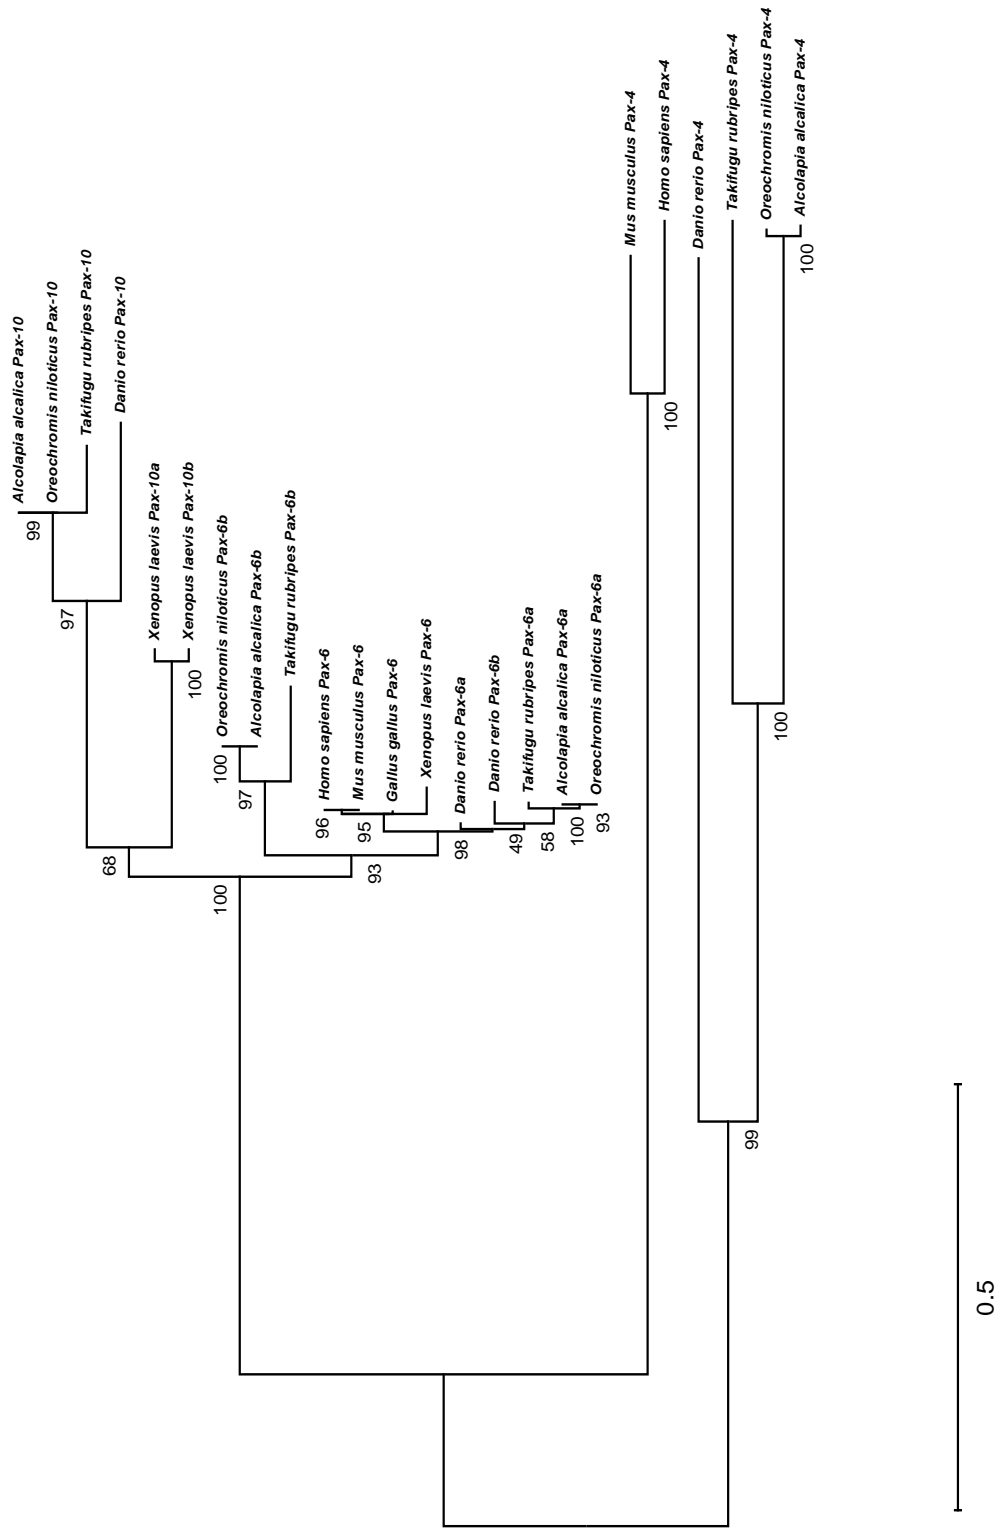 Alcolapia alcalica Pax-10
Oreochromis niloticus Pax-10
Takifugu rubripes Pax-10
Danio rerio Pax-10
Xenopus laevis Pax-10a
Xenopus laevis Pax-10b
Oreochromis niloticus Pax-6b
Alcolapia alcalica Pax-6b
Takifugu rubripes Pax-6b
Homo sapiens Pax-6
Mus musculus Pax-6
Gallus gallus Pax-6
Xenopus laevis Pax-6
Danio rerio Pax-6a
Danio rerio Pax-6b
Takifugu rubripes Pax-6a
Alcolapia alcalica Pax-6a
Oreochromis niloticus Pax-6a
Mus musculus Pax-4
Homo sapiens Pax-4
Danio rerio Pax-4
Takifugu rubripes Pax-4
Oreochromis niloticus Pax-4
Alcolapia alcalica Pax-4
99
97
68
100
100
100
97
96
95
93
98
49
58
100
93
100
99
100
100
0.5